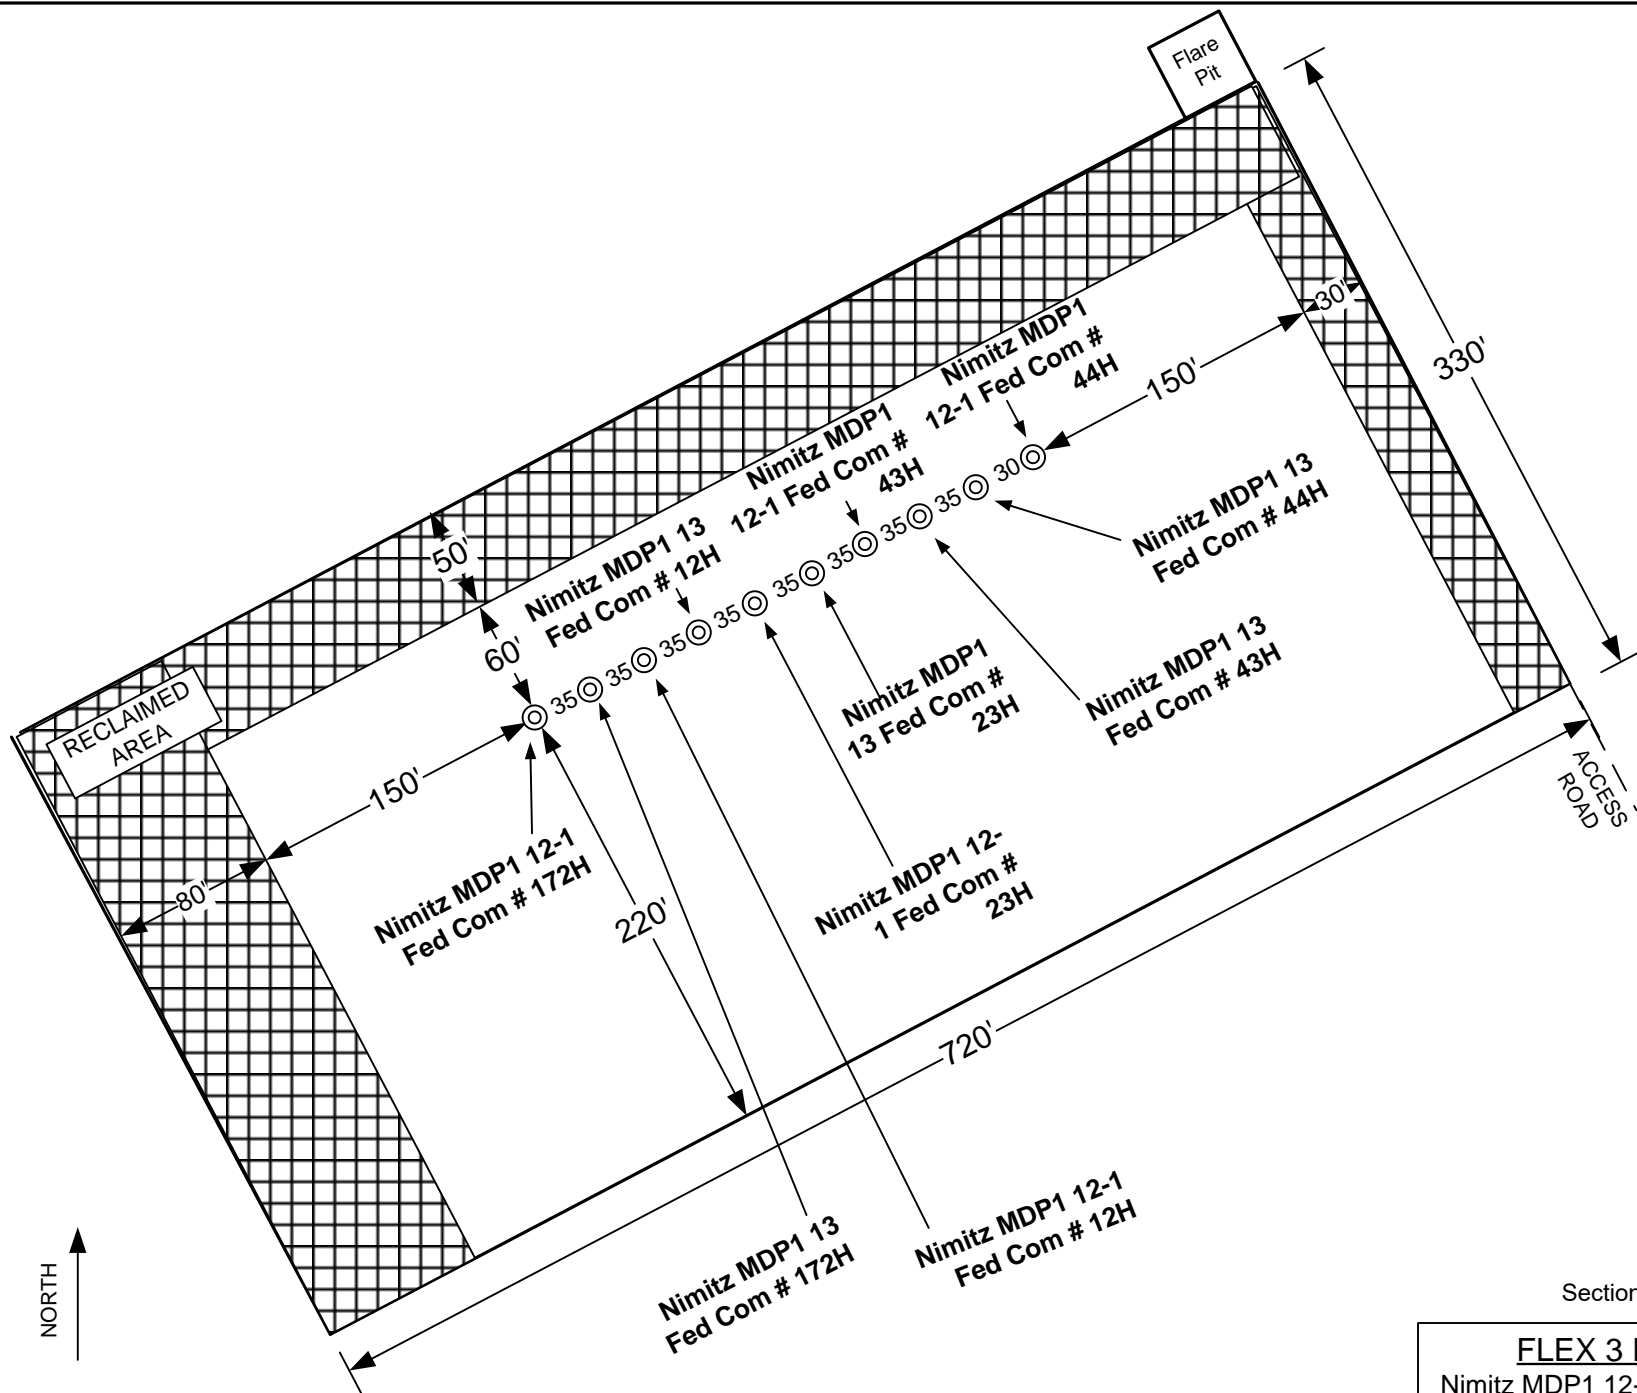 Flare
Pit
30'
330'
Nimitz MDP1
12-1 Fed Com #
44H
150'
Nimitz MDP1
12-1 Fed Com #
43H
Nimitz MDP1 13
Fed Com # 44H
50'
Nimitz MDP1 13
Fed Com # 12H
60'
35
35
35
35
35
35
35
35
30
Nimitz MDP1
13 Fed Com #
23H
Nimitz MDP1 13
Fed Com # 43H
RECLAIMED
AREA
150'
80'
Nimitz MDP1 12-1
Fed Com # 172H
220'
Nimitz MDP1 12-
1 Fed Com #
23H
ACCESS
ROAD
720'
Nimitz MDP1 13
Fed Com # 172H
Nimitz MDP1 12-1
Fed Com # 12H
NORTH
Section
FLEX 3
Nimitz MDP1 12-